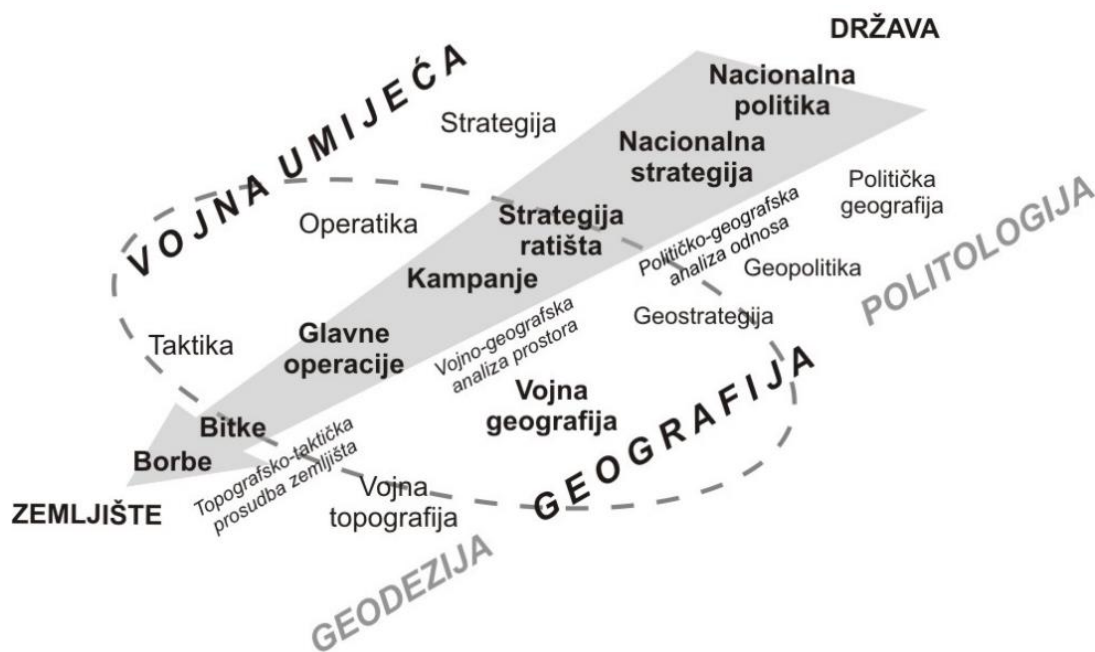 DRŽAVA
VOJNA UMIJEĆA
Strategija
Operatika
Taktika
Nacionalna
politika
Nacionalna
strategija
Strategija
ratišta
Kampanje
Glavne
operacije
Bitke
Borbe
ZEMLJIŠTE
Političko-geografska
analiza odnosa
Vojno-geografska
analiza prostora
Topografsko-taktička
prosudba zemljišta
Politička
geografija
Geopolitika
Geostrategija
Vojna
geografija
Vojna
topografija
POLITOLOGIJA
GEOGRAFIJA
GEODEZIJA